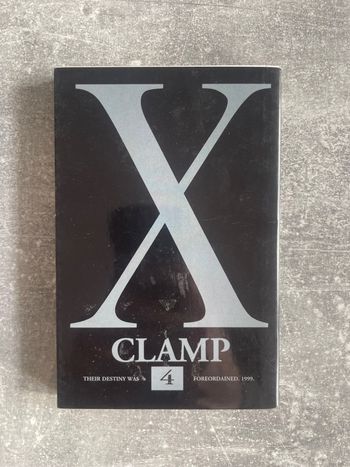 X
CLAMP
THEIR DESTINY WAS 4 FOREORDAINED. 1999.